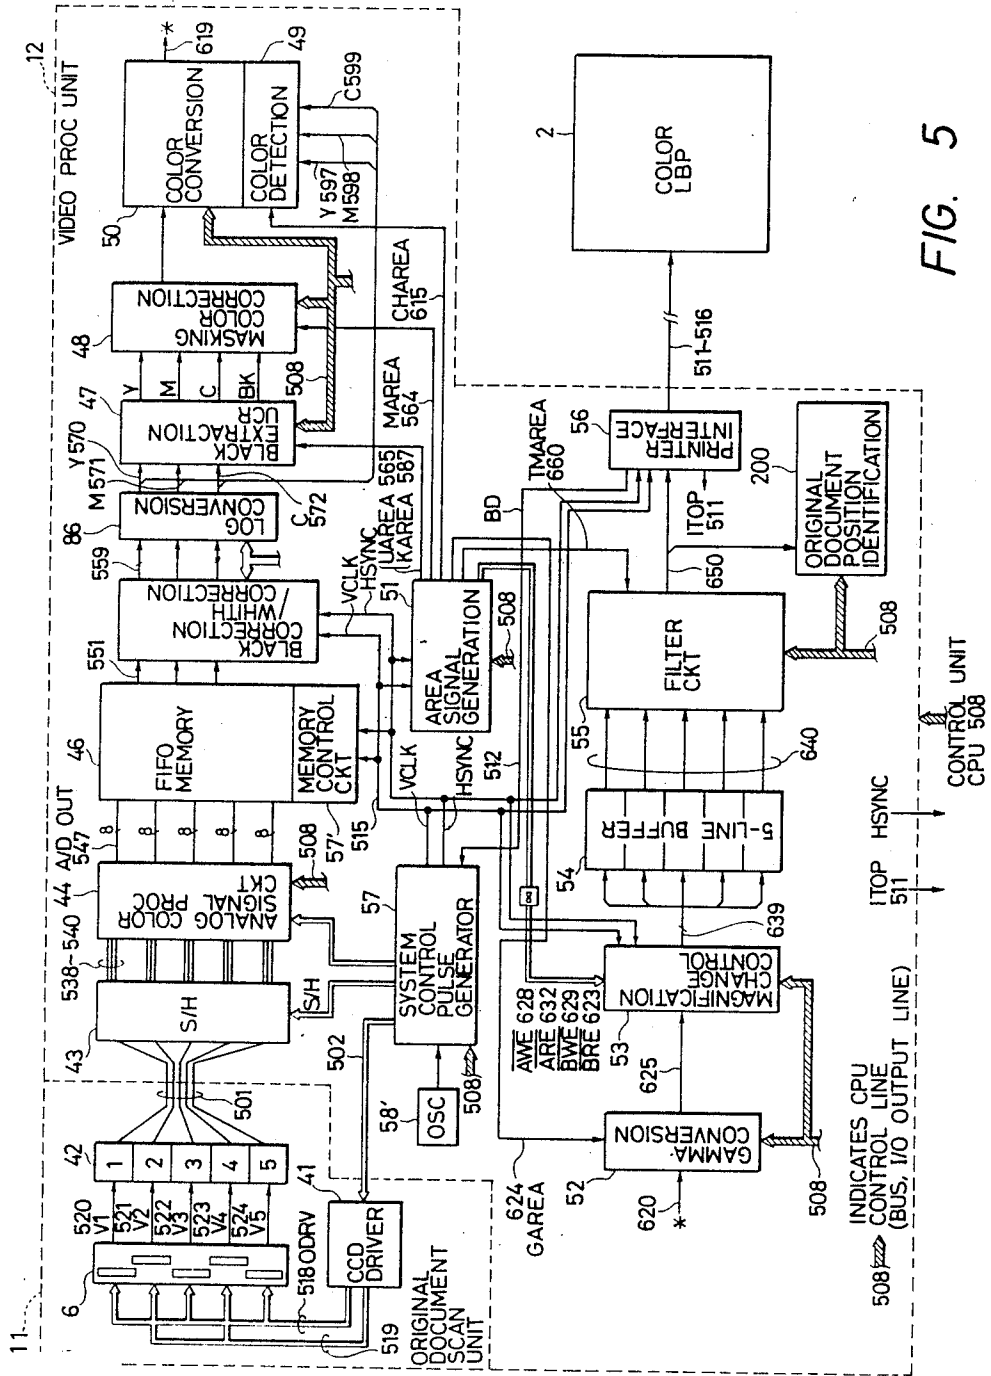 11
12
VIDEO PROC UNIT
6
520
V1
521
V2
522
V3
523
V4
524
V5
42
1
2
3
4
5
501
43
S/H
538~540
44
ANALOG COLOR
SIGNAL PROC
CKT
508
A/D OUT
547
8
8
8
8
8
46
FIFO
MEMORY
MEMORY
CONTROL
CKT
57'
515
551
BLACK
CORRECTION
/WHITH
CORRECTION
559
86
LOG
CONVERSION
Y570
M571
C
572
47
BLACK
EXTRACTION
UCR
Y
M
C
BK
508
48
MASKING
COLOR
CORRECTION
50
COLOR
CONVERSION
COLOR
DETECTION
49
*
619
Y597
M598
C599
518 ODRV
519
41
CCD
DRIVER
ORIGINAL
DOCUMENT
SCAN
UNIT
502
S/H
57
SYSTEM
CONTROL
PULSE
GENERATOR
58'
OSC
508
VCLK
HSYNC
VCLK
HSYNC
512
51
AREA
SIGNAL
GENERATION
508
UAREA 565
KAREA 587
MAREA
564
CHAREA
615
BD
TMAREA
660
AWE 628
ARE 632
BWE 629
BRE 623
8
624
GAREA
52
GAMMA
CONVERSION
*
620
625
53
MAGNIFICATION
CHANGE
CONTROL
508
639
54
5-LINE BUFFER
640
55
FILTER
CKT
508
650
56
PRINTER
INTERFACE
ITOP
511
200
ORIGINAL
DOCUMENT
POSITION
IDENTIFICATION
511~516
2
COLOR
LBP
508
INDICATES CPU
CONTROL LINE
(BUS, I/O OUTPUT LINE)
ITOP
511
HSYNC
CONTROL UNIT
CPU 508
FIG. 5